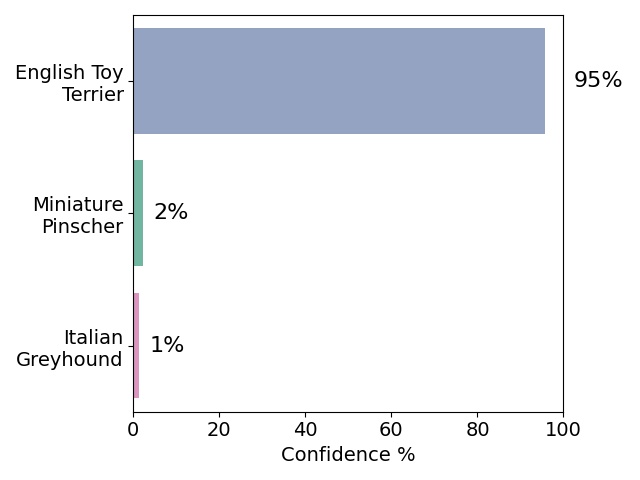 English Toy
Terrier
95%
Miniature
Pinscher
2%
Italian
Greyhound
1%
0 20 40 60 80 100
Confidence %